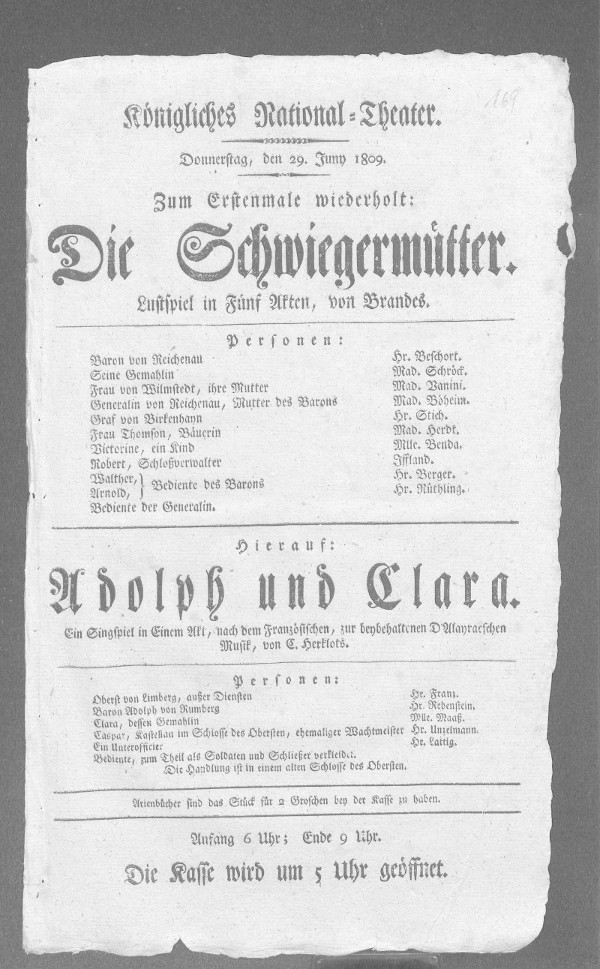 169
Königliches National-Theater.
Donnerstag, den 29. Juny 1809.
Zum Erstenmale wiederholt:
Die Schwiegermütter.
Lustspiel in Fünf Akten, von Brandes.
Personen:
Baron von Reichenau Hr. Beschort.
Seine Gemahlin Mad. Schröck.
Frau von Wilmstedt, ihre Mutter Mad. Vanini.
Generalin von Reichenau, Mutter des Barons Mad. Böheim.
Graf von Birkenhayn Hr. Stich.
Frau Thomson, Bäuerin Mad. Herdt.
Victorine, ein Kind Mlle. Benda.
Robert, Schloßverwalter Iffland.
Walther, } Bediente des Barons Hr. Berger.
Arnold, Hr. Rüthling.
Bediente der Generalin.
Hierauf:
Adolph und Clara.
Ein Singspiel in Einem Akt, nach dem Französischen, zur beybehaltenen D'Alayracschen
Musik, von C. Herklots.
Personen:
Oberst von Limberg, außer Diensten Hr. Franz.
Baron Adolph von Rumberg Hr. Rebenstein.
Clara, dessen Gemahlin Mlle. Maaß.
Caspar, Kastellan im Schlosse des Obersten, ehemaliger Wachtmeister Hr. Unzelmann.
Ein Unterofficier Hr. Lattig.
Bediente, zum Theil als Soldaten und Schließer verkleidet.
Die Handlung ist in einem alten Schlosse des Obersten.
Arienbücher sind das Stück für 2 Groschen bey der Kasse zu haben.
Anfang 6 Uhr; Ende 9 Uhr.
Die Kasse wird um 5 Uhr geöffnet.